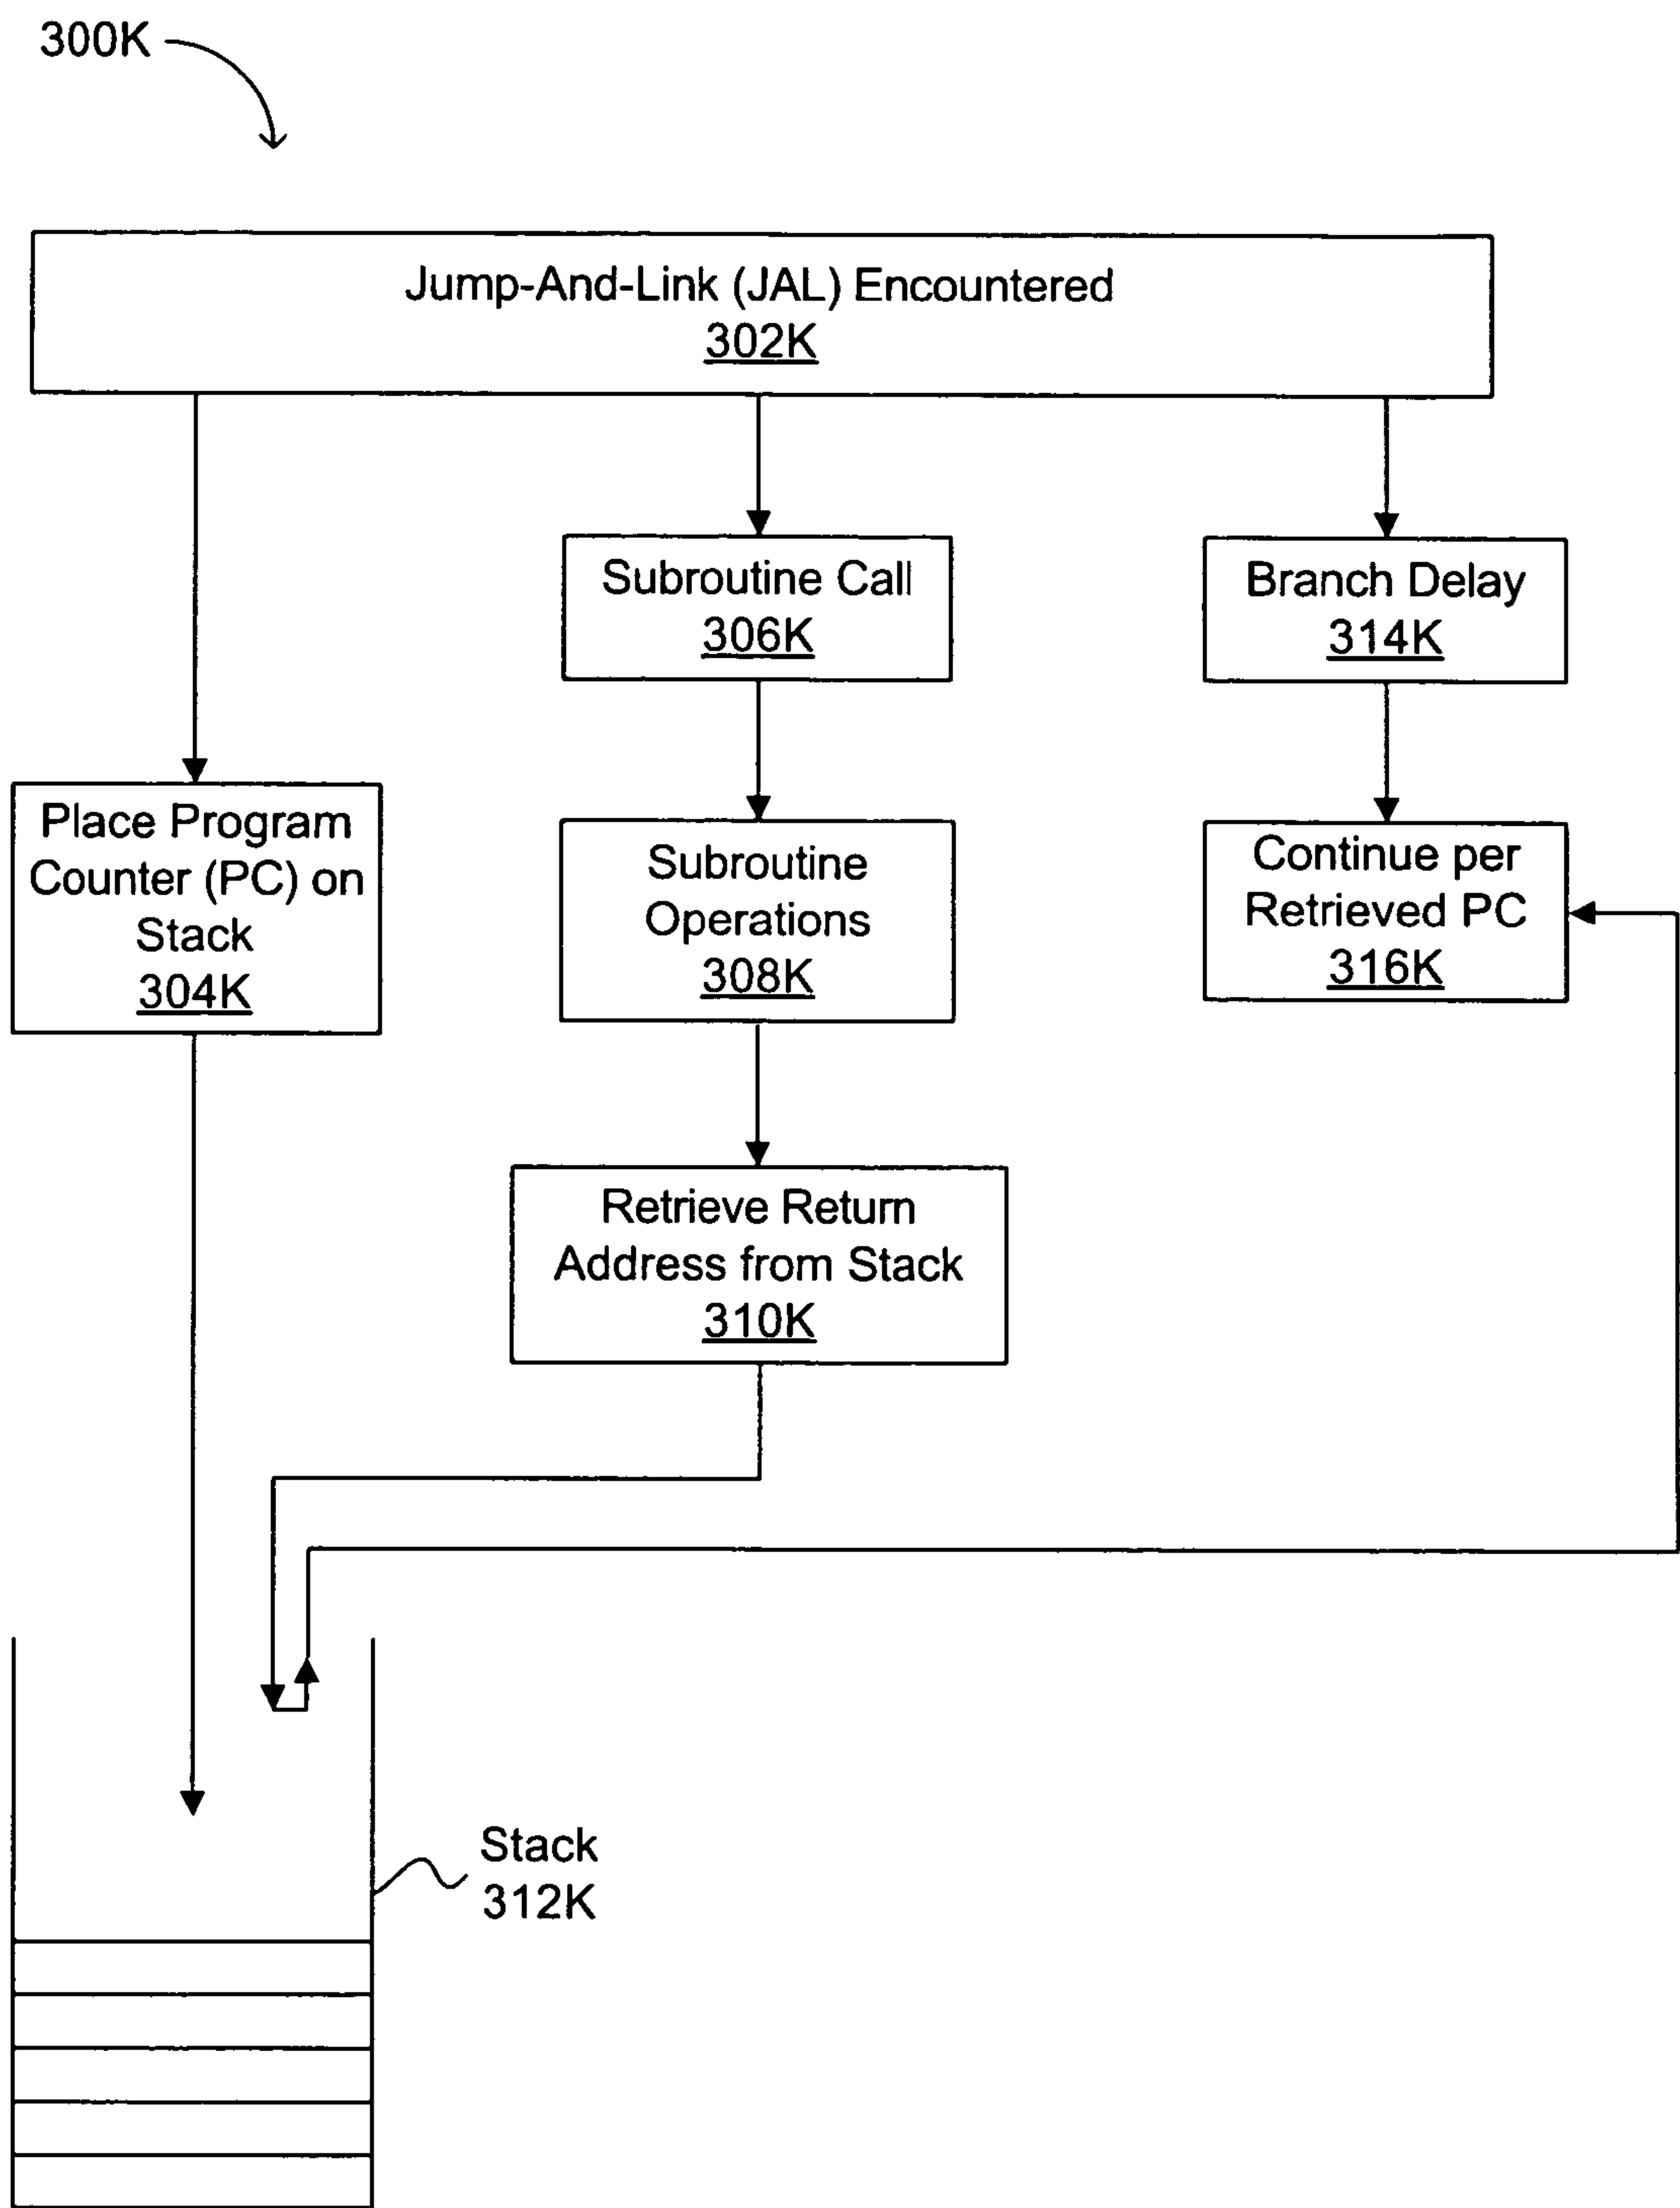 300K
Jump-And-Link (JAL) Encountered
302K
Subroutine Call
306K
Branch Delay
314K
Place Program
Counter (PC) on
Stack
304K
Subroutine
Operations
308K
Continue per
Retrieved PC
316K
Retrieve Return
Address from Stack
310K
Stack
312K